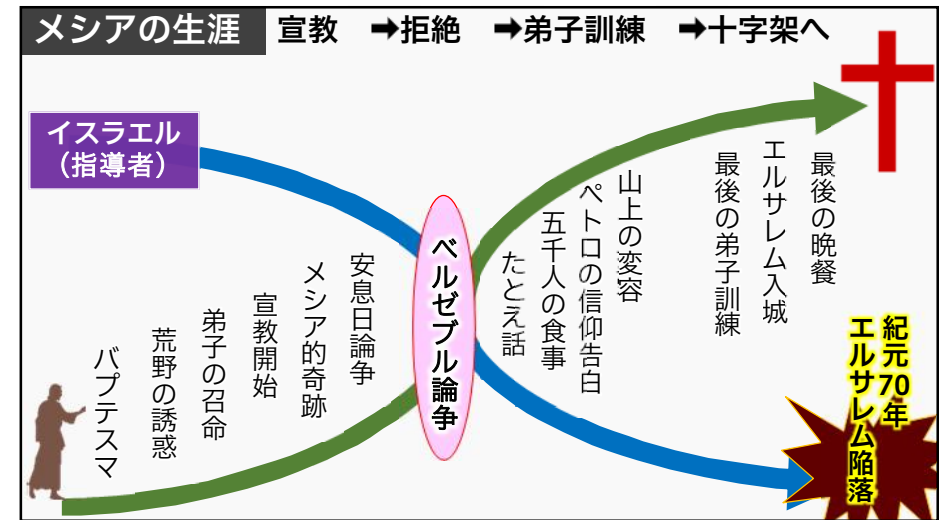 メシアの生涯 宣教 ➡拒絶 ➡弟子訓練 ➡十字架へ
イスラエル
（指導者）
バプテスマ
荒野の誘惑
弟子の召命
宣教開始
メシア的奇跡
安息日論争
ベルゼブル論争
たとえ話
五千人の食事
ペトロの信仰告白
山上の変容
最後の弟子訓練
エルサレム入城
最後の晩餐
紀元70年
エルサレム陥落